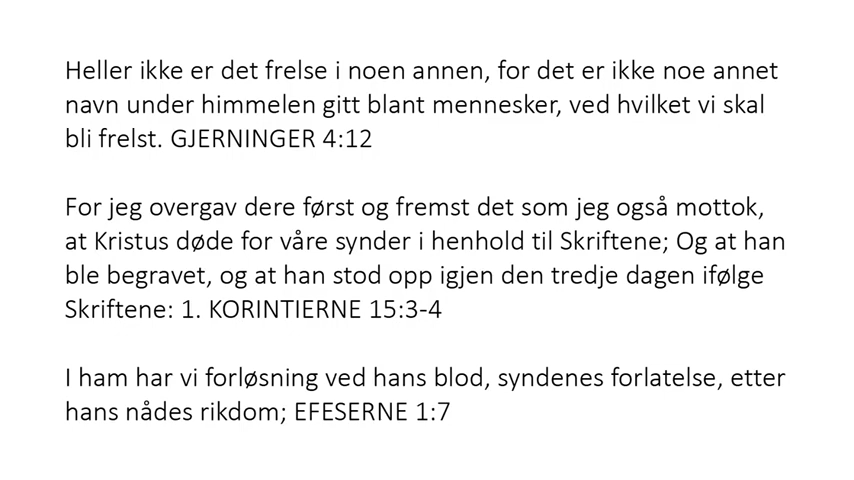 Heller ikke er det frelse i noen annen, for det er ikke noe annet
navn under himmelen gitt blant mennesker, ved hvilket vi skal
bli frelst. GJERNINGER 4:12
For jeg overgav dere først og fremst det som jeg også mottok,
at Kristus døde for våre synder i henhold til Skriftene; Og at han
ble begravet, og at han stod opp igjen den tredje dagen ifølge
Skriftene: 1. KORINTIERNE 15:3-4
I ham har vi forløsning ved hans blod, syndenes forlatelse, etter
hans nådes rikdom; EFESERNE 1:7